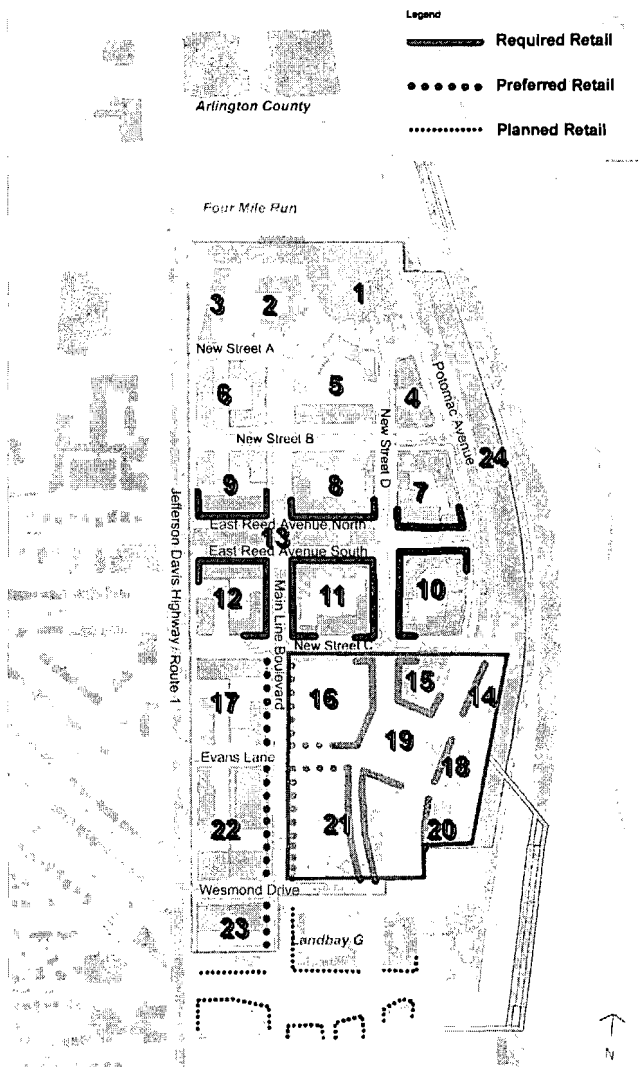 Legend
Required Retail
Preferred Retail
Planned Retail
Arlington County
Four Mile Run
3 2 1
New Street A
6 5 4
Potomac Avenue
New Street B
New Street D
24
9 8 7
East Reed Avenue North
13
East Reed Avenue South
Jefferson Davis Highway / Route 1
12 11 10
Main Line Boulevard
New Street C
17 16 15 14
19
Evans Lane
18
22 21 20
Wesmond Drive
23
Landbay G
N